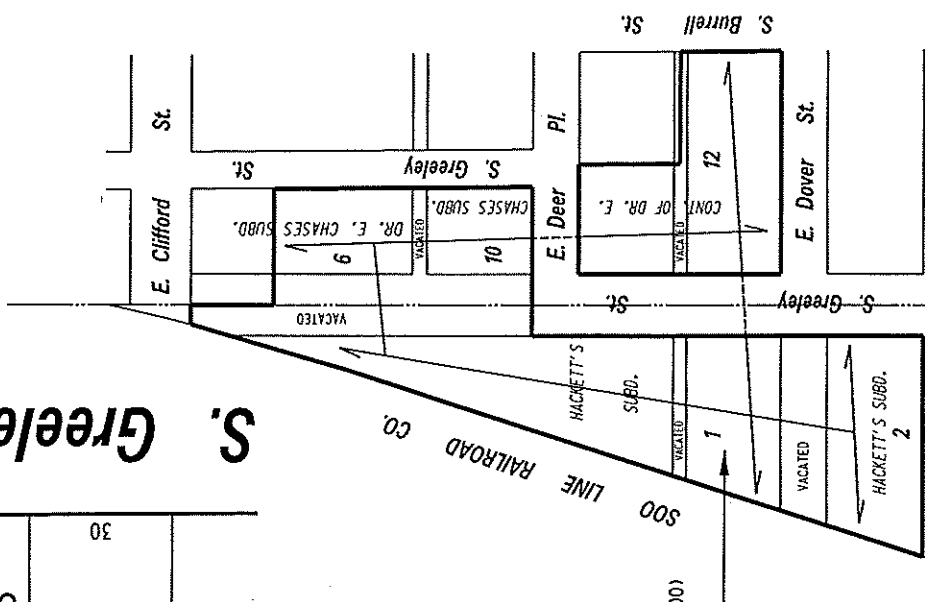 S. Burrell St.
E. Clifford St.
S. Greeley St.
E. Deer Pl.
E. Dover St.
DR. E. CHASES SUBD.
6
VACATED
CHASES SUBD.
10
CONT. OF DR. E.
VACATED
12
S. Greeley St.
VACATED
HACKETT'S
SUBD.
VACATED
1
VACATED
HACKETT'S SUBD.
2
SOO LINE RAILROAD CO.
S. Greele
30
00)